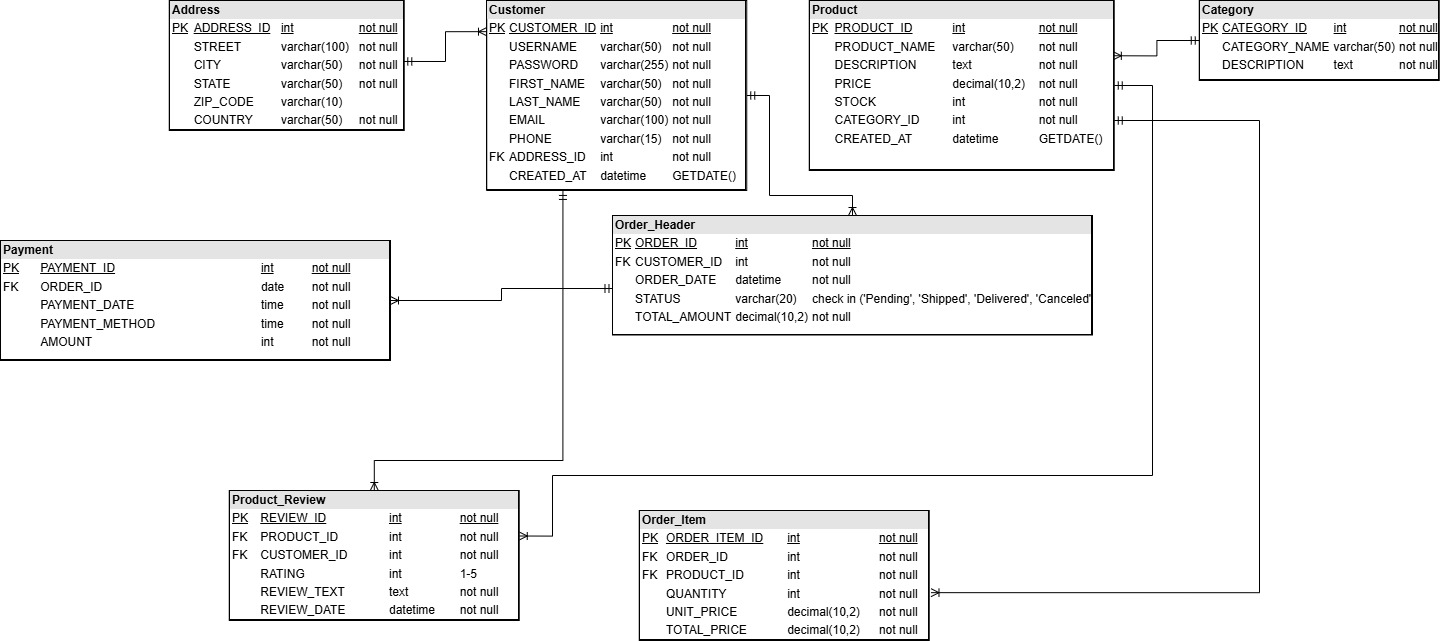 Address
PK ADDRESS_ID int not null
STREET varchar(100) not null
CITY varchar(50) not null
STATE varchar(50) not null
ZIP_CODE varchar(10)
COUNTRY varchar(50) not null
Customer
PK CUSTOMER_ID int not null
USERNAME varchar(50) not null
PASSWORD varchar(255) not null
FIRST_NAME varchar(50) not null
LAST_NAME varchar(50) not null
EMAIL varchar(100) not null
PHONE varchar(15) not null
FK ADDRESS_ID int not null
CREATED_AT datetime GETDATE()
Product
PK PRODUCT_ID int not null
PRODUCT_NAME varchar(50) not null
DESCRIPTION text not null
PRICE decimal(10,2) not null
STOCK int not null
CATEGORY_ID int not null
CREATED_AT datetime GETDATE()
Category
PK CATEGORY_ID int not null
CATEGORY_NAME varchar(50) not null
DESCRIPTION text not null
Payment
PK PAYMENT_ID int not null
FK ORDER_ID date not null
PAYMENT_DATE time not null
PAYMENT_METHOD time not null
AMOUNT int not null
Order_Header
PK ORDER_ID int not null
FK CUSTOMER_ID int not null
ORDER_DATE datetime not null
STATUS varchar(20) check in ('Pending', 'Shipped', 'Delivered', 'Canceled'
TOTAL_AMOUNT decimal(10,2) not null
Product_Review
PK REVIEW_ID int not null
FK PRODUCT_ID int not null
FK CUSTOMER_ID int not null
RATING int 1-5
REVIEW_TEXT text not null
REVIEW_DATE datetime not null
Order_Item
PK ORDER_ITEM_ID int not null
FK ORDER_ID int not null
FK PRODUCT_ID int not null
QUANTITY int not null
UNIT_PRICE decimal(10,2) not null
TOTAL_PRICE decimal(10,2) not null